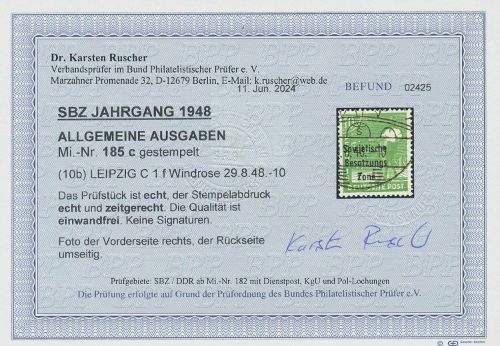 Dr. Karsten Ruscher
Verbandsprüfer im Bund Philatelistischer Prüfer e. V.
Marzahner Promenade 32, D-12679 Berlin, E-Mail: k.ruscher@web.de
11. Jun. 2024
BEFUND 02425
SBZ JAHRGANG 1948
ALLGEMEINE AUSGABEN
Mi.-Nr. 185 c gestempelt
(10b) LEIPZIG C 1 f Windrose 29.8.48.-10
Sowjetische
Besatzungs
Zone
DEUTSCHE POST
Das Prüfstück ist echt, der Stempelabdruck
echt und zeitgerecht. Die Qualität ist
einwandfrei. Keine Signaturen.
Foto der Vorderseite rechts, der Rückseite
umseitig.
Karsten Ruscher
Prüfgebiete: SBZ / DDR ab Mi.-Nr. 182 mit Dienstpost, KgU und Pol-Lochungen
Die Prüfung erfolgte auf Grund der Prüfordnung des Bundes Philatelistischer Prüfer e.V.